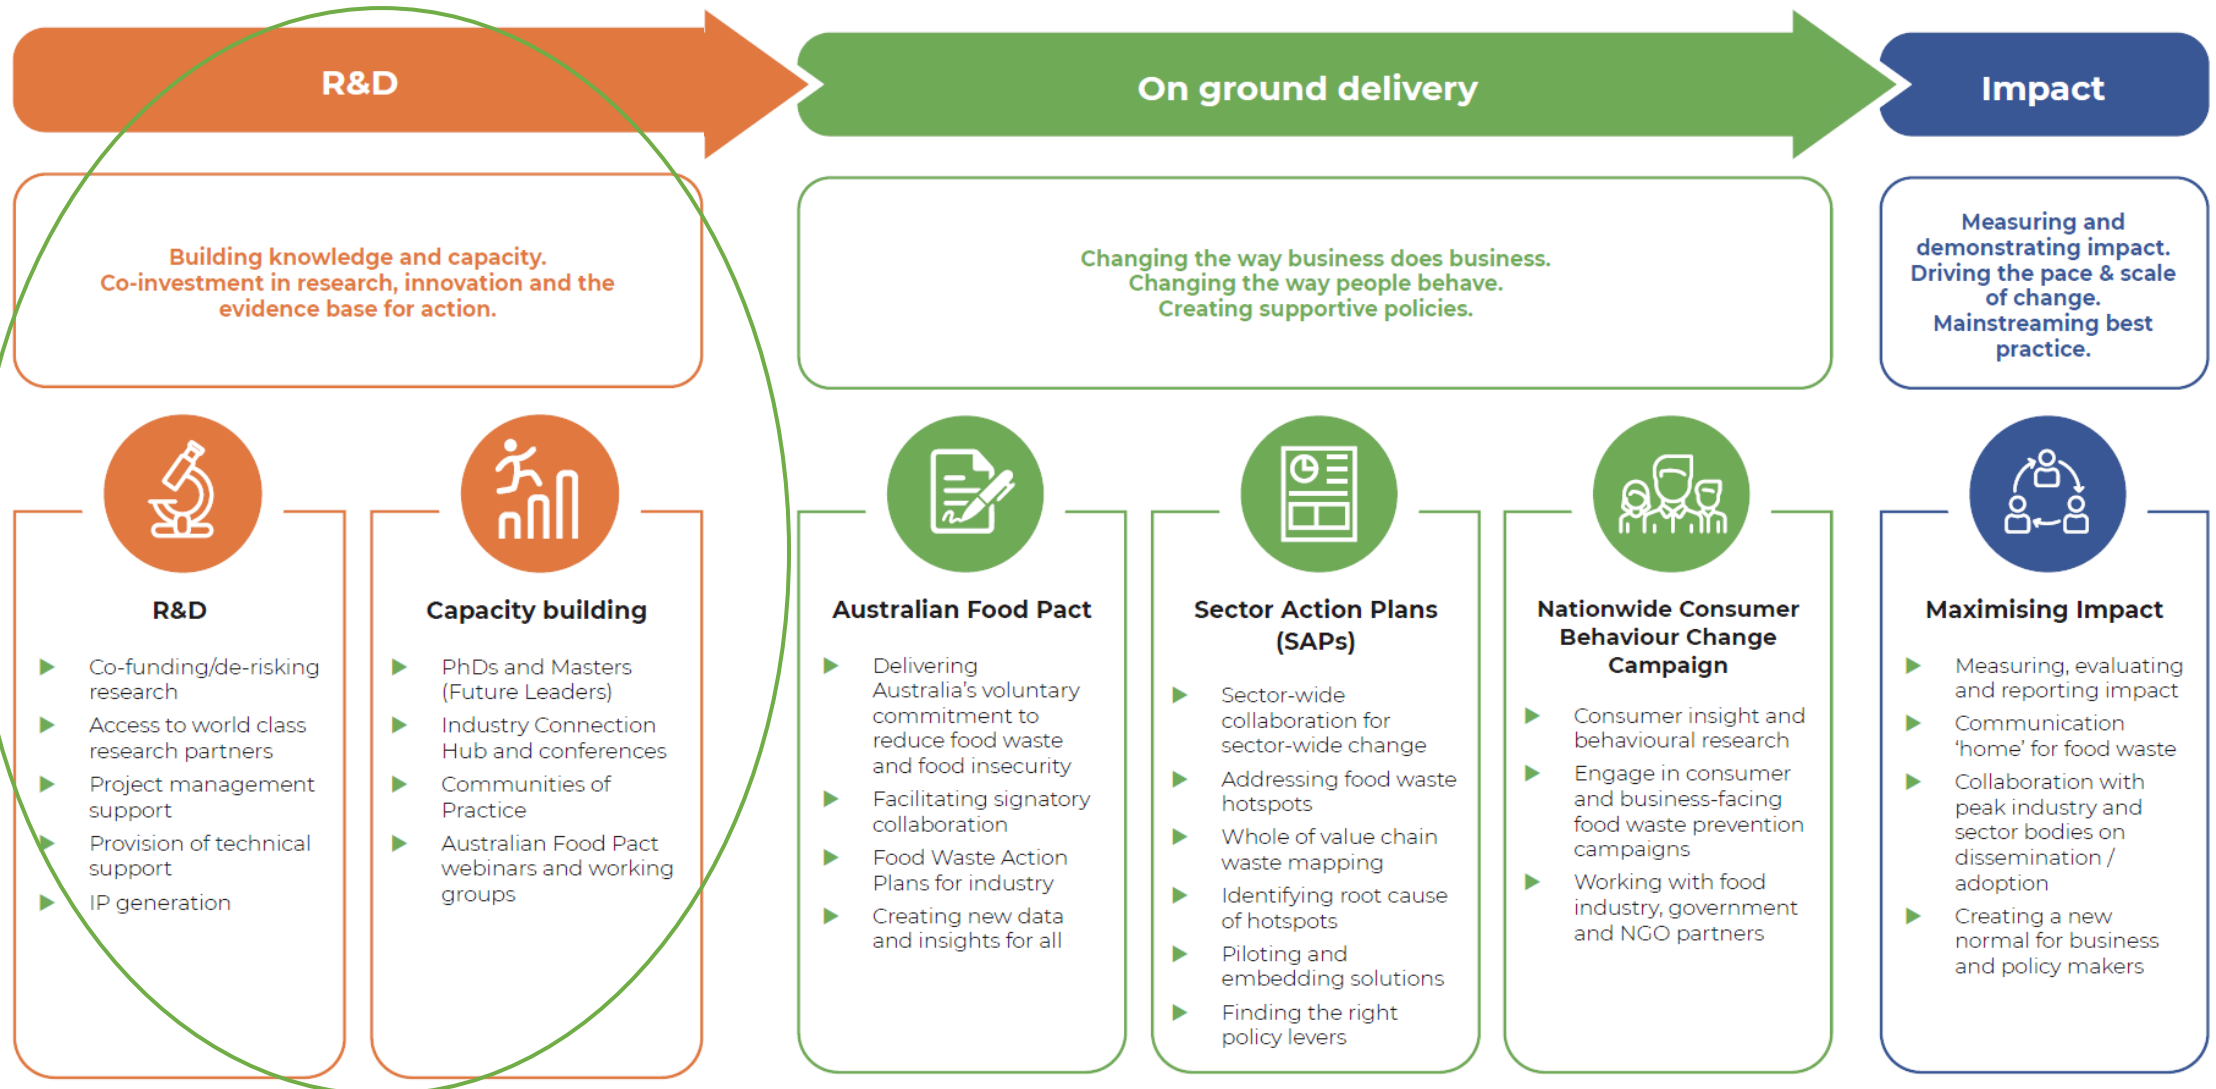 R&D
On ground delivery
Impact
Building knowledge and capacity.
Co-investment in research, innovation and the
evidence base for action.
Changing the way business does business.
Changing the way people behave.
Creating supportive policies.
Measuring and
demonstrating impact.
Driving the pace & scale
of change.
Mainstreaming best
practice.
R&D
Co-funding/de-risking
research
Access to world class
research partners
Project management
support
Provision of technical
support
IP generation
Capacity building
PhDs and Masters
(Future Leaders)
Industry Connection
Hub and conferences
Communities of
Practice
Australian Food Pact
webinars and working
groups
Australian Food Pact
Delivering
Australia's voluntary
commitment to
reduce food waste
and food insecurity
Facilitating signatory
collaboration
Food Waste Action
Plans for industry
Creating new data
and insights for all
Sector Action Plans
(SAPs)
Sector-wide
collaboration for
sector-wide change
Addressing food waste
hotspots
Whole of value chain
waste mapping
Identifying root cause
of hotspots
Piloting and
embedding solutions
Finding the right
policy levers
Nationwide Consumer
Behaviour Change
Campaign
Consumer insight and
behavioural research
Engage in consumer
and business-facing
food waste prevention
campaigns
Working with food
industry, government
and NGO partners
Maximising Impact
Measuring, evaluating
and reporting impact
Communication
'home' for food waste
Collaboration with
peak industry and
sector bodies on
dissemination /
adoption
Creating a new
normal for business
and policy makers